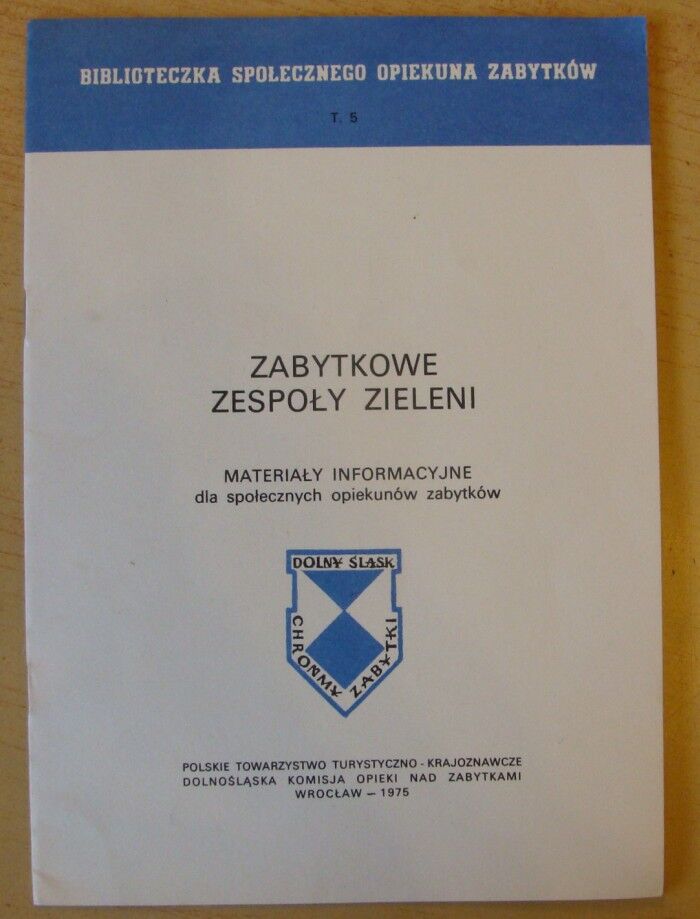 BIBLIOTECZKA SPOŁECZNEGO OPIEKUNA ZABYTKÓW
T. 5
ZABYTKOWE
ZESPOŁY ZIELENI
MATERIAŁY INFORMACYJNE
dla społecznych opiekunów zabytków
DOLNY ŚLĄSK
CHROŃMY ZABYTKI
POLSKIE TOWARZYSTWO TURYSTYCZNO - KRAJOZNAWCZE
DOLNOŚLĄSKA KOMISJA OPIEKI NAD ZABYTKAMI
WROCŁAW — 1975